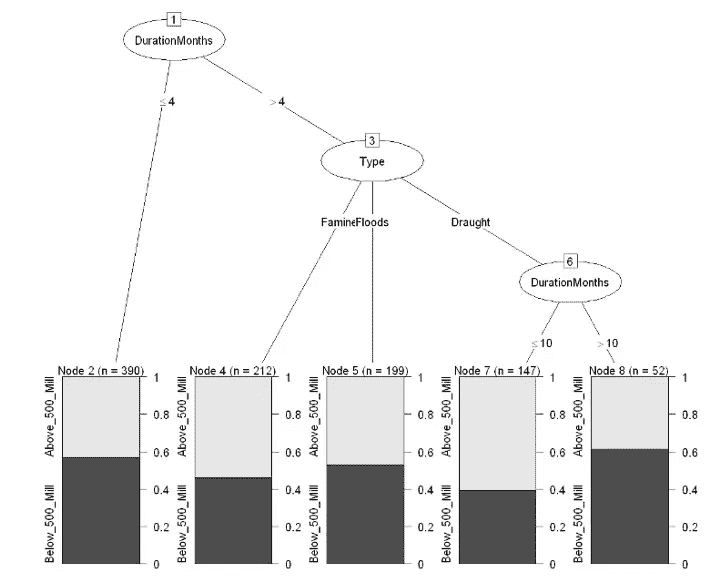 1
DurationMonths
≤ 4
> 4
3
Type
Famine
Floods
Draught
6
DurationMonths
≤ 10
> 10
Node 2 (n = 390)
Above_500_Mill
Below_500_Mill
1
0.8
0.6
0.4
0.2
0
Node 4 (n = 212)
Above_500_Mill
Below_500_Mill
1
0.8
0.6
0.4
0.2
0
Node 5 (n = 199)
Above_500_Mill
Below_500_Mill
1
0.8
0.6
0.4
0.2
0
Node 7 (n = 147)
Above_500_Mill
Below_500_Mill
1
0.8
0.6
0.4
0.2
0
Node 8 (n = 52)
Above_500_Mill
Below_500_Mill
1
0.8
0.6
0.4
0.2
0